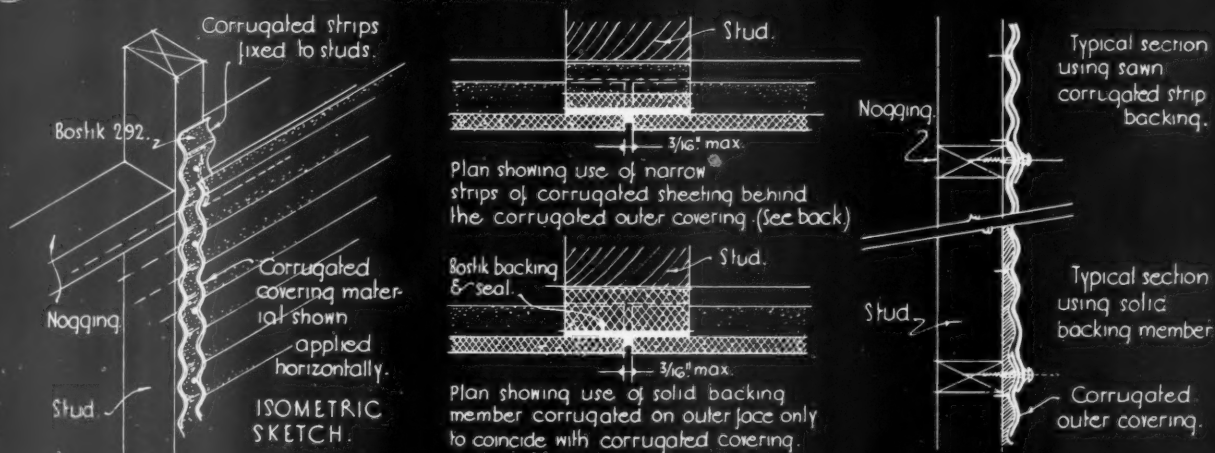 Corrugated strips
fixed to studs.
Bostik 292.
Nogging.
Corrugated
covering mater-
ial shown
applied
horizontally.
Stud.
ISOMETRIC
SKETCH.
Stud.
3/16" max.
Plan showing use of narrow
strips of corrugated sheeting behind
the corrugated outer covering. (See back.)
Bostik backing
& seal.
Stud.
3/16" max.
Plan showing use of solid backing
member corrugated on outer face only
to coincide with corrugated covering.
Nogging.
Typical section
using sawn
corrugated strip
backing.
Stud.
Typical section
using solid
backing member
Corrugated
outer covering.